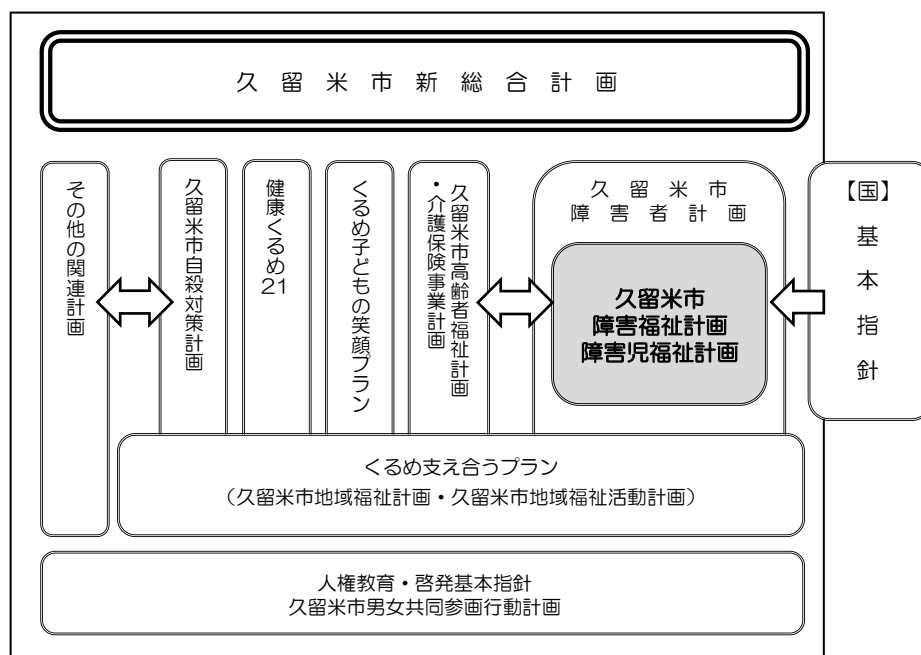 久留米市新総合計画
その他の関連計画
久留米市自殺対策計画
健康くるめ
21
くるめ子どもの笑顔プラン
久留米市高齢者福祉計画
・介護保険事業計画
久留米市
障害者計画
久留米市
障害福祉計画
障害児福祉計画
【国】
基本指針
くるめ支え合うプラン
（久留米市地域福祉計画・久留米市地域福祉活動計画）
人権教育・啓発基本指針
久留米市男女共同参画行動計画